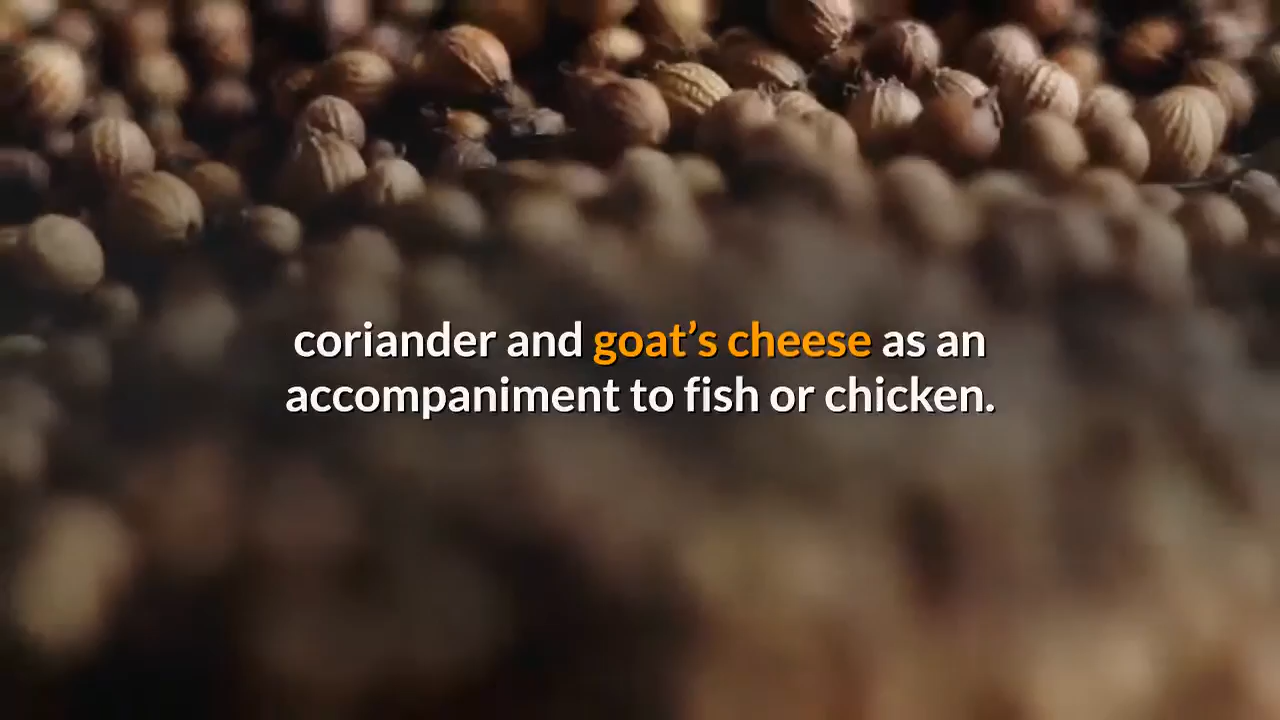 coriander and goat’s cheese as an
accompaniment to fish or chicken.